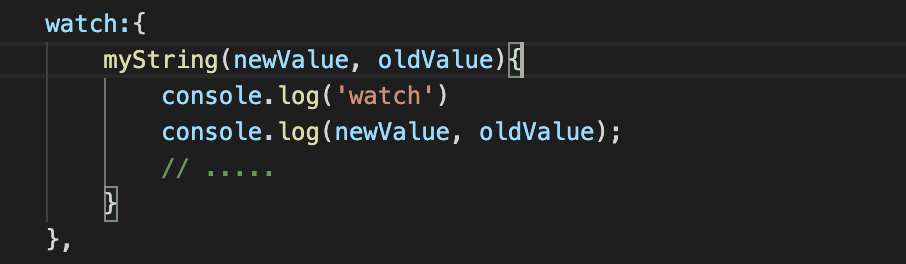 watch:{
myString(newValue, oldValue){
console.log('watch')
console.log(newValue, oldValue);
// .....
}
},